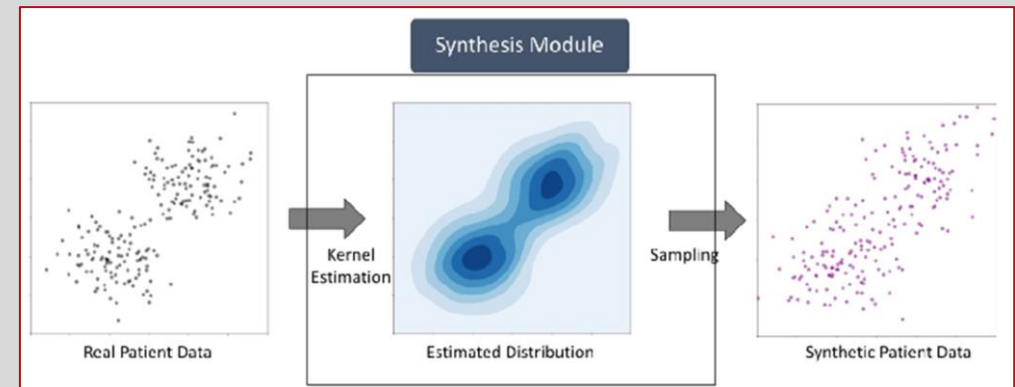 Synthesis Module
Kernel
Estimation
Sampling
Real Patient Data
Estimated Distribution
Synthetic Patient Data